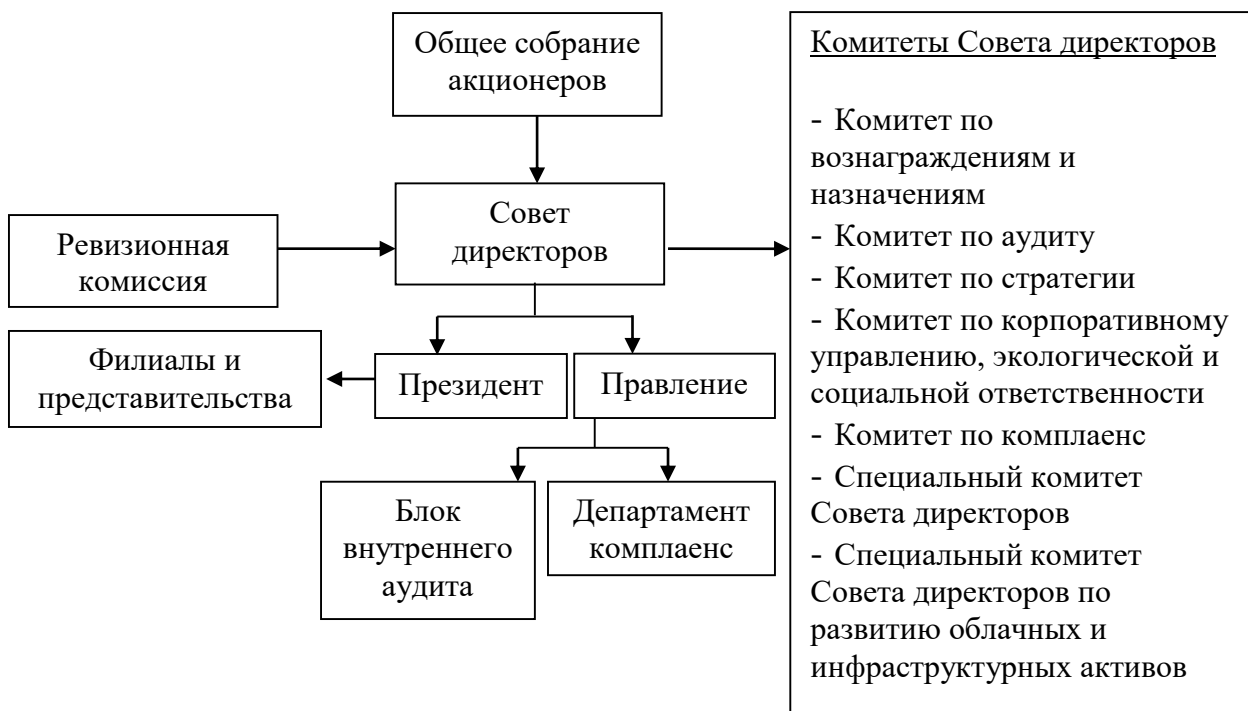 Общее собрание
акционеров
Совет
директоров
Ревизионная
комиссия
Филиалы и
представительства
Президент
Правление
Блок
внутреннего
аудита
Департамент
комплаенс
Комитеты Совета директоров
- Комитет по
вознаграждениям и
назначениям
- Комитет по аудиту
- Комитет по стратегии
- Комитет по корпоративному
управлению, экологической и
социальной ответственности
- Комитет по комплаенс
- Специальный комитет
Совета директоров
- Специальный комитет
Совета директоров по
развитию облачных и
инфраструктурных активов